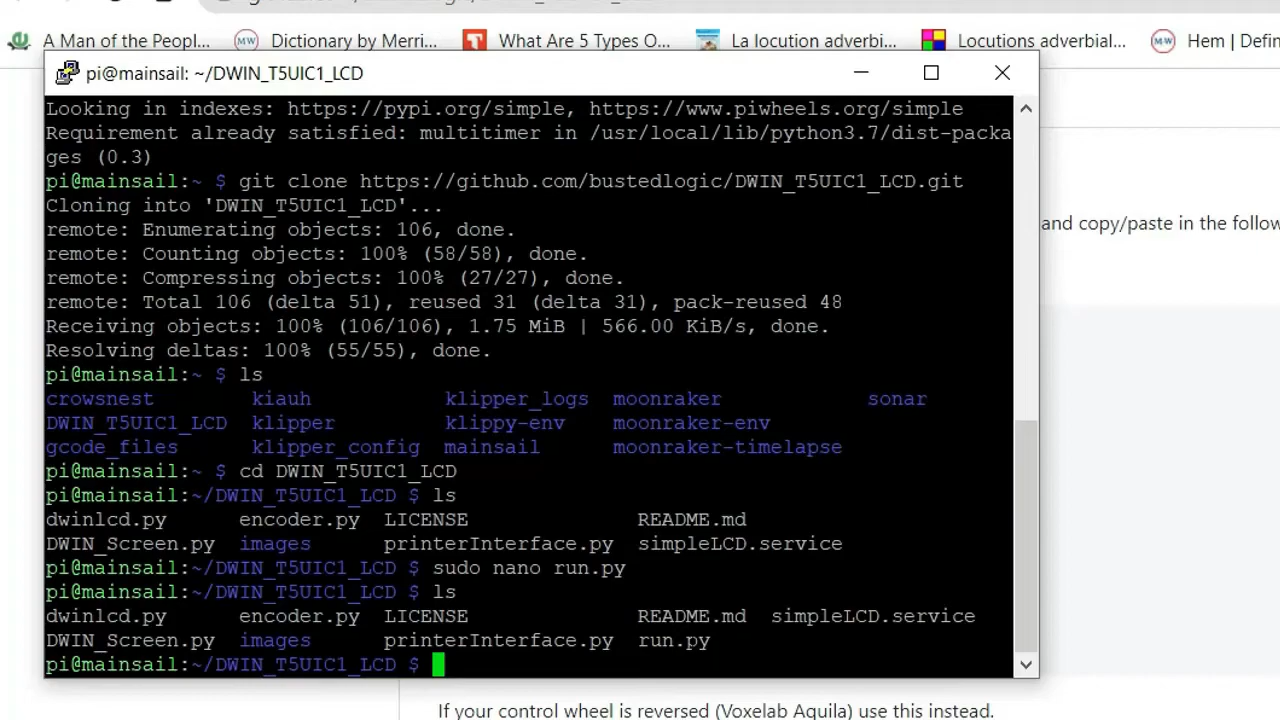 A Man of the Peopl... Dictionary by Merri... What Are 5 Types O... La locution adverbi... Locutions adverbial... Hem | Defin
pi@mainsail: ~/DWIN_T5UIC1_LCD
Looking in indexes: https://pypi.org/simple, https://www.piwheels.org/simple
Requirement already satisfied: multitimer in /usr/local/lib/python3.7/dist-packa
ges (0.3)
pi@mainsail:~ $ git clone https://github.com/bustedlogic/DWIN_T5UIC1_LCD.git
Cloning into 'DWIN_T5UIC1_LCD'...
remote: Enumerating objects: 106, done.
remote: Counting objects: 100% (58/58), done.
remote: Compressing objects: 100% (27/27), done.
remote: Total 106 (delta 51), reused 31 (delta 31), pack-reused 48
Receiving objects: 100% (106/106), 1.75 MiB | 566.00 KiB/s, done.
Resolving deltas: 100% (55/55), done.
pi@mainsail:~ $ ls
crowsnest kiauh klipper_logs moonraker sonar
DWIN_T5UIC1_LCD klipper klippy-env moonraker-env
gcode_files klipper_config mainsail moonraker-timelapse
pi@mainsail:~ $ cd DWIN_T5UIC1_LCD
pi@mainsail:~/DWIN_T5UIC1_LCD $ ls
dwinlcd.py encoder.py LICENSE README.md
DWIN_Screen.py images printerInterface.py simpleLCD.service
pi@mainsail:~/DWIN_T5UIC1_LCD $ sudo nano run.py
pi@mainsail:~/DWIN_T5UIC1_LCD $ ls
dwinlcd.py encoder.py LICENSE README.md simpleLCD.service
DWIN_Screen.py images printerInterface.py run.py
pi@mainsail:~/DWIN_T5UIC1_LCD $
and copy/paste in the follow
If your control wheel is reversed (Voxelab Aquila) use this instead.